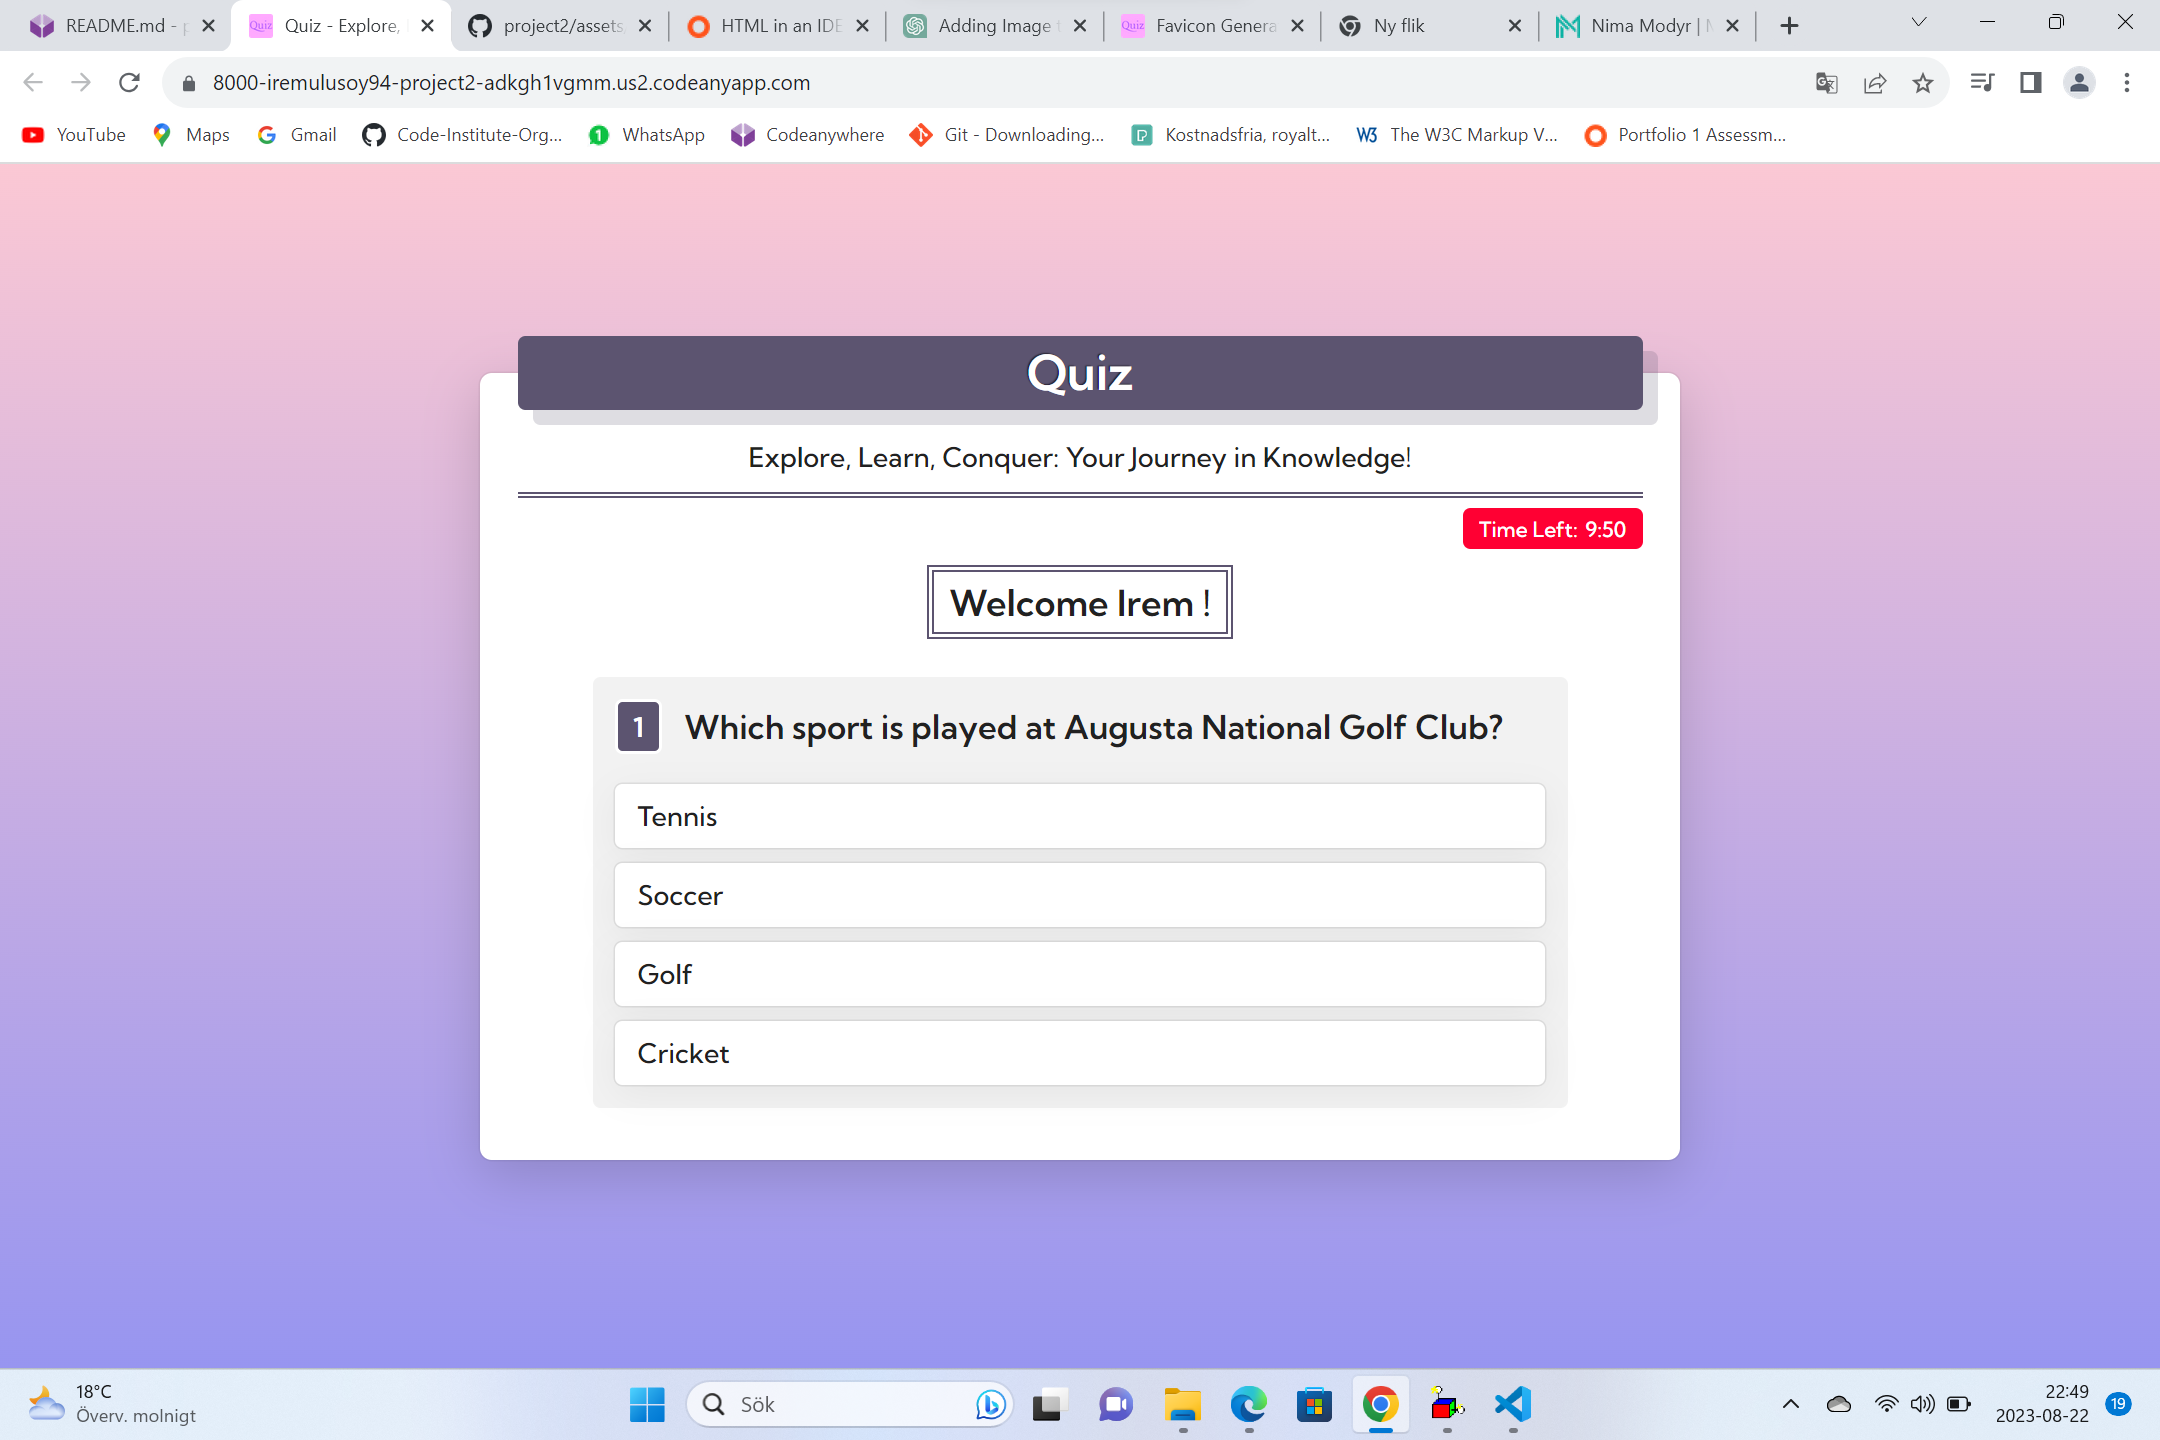 README.md - p
Quiz - Explore,
project2/assets
HTML in an IDE
Adding Image
Favicon Genera
Ny flik
Nima Modyr |
8000-iremulusoy94-project2-adkgh1vgmm.us2.codeanyapp.com
YouTube
Maps
Gmail
Code-Institute-Org...
WhatsApp
Codeanywhere
Git - Downloading...
Kostnadsfria, royalt...
The W3C Markup V...
Portfolio 1 Assessm...
Quiz
Explore, Learn, Conquer: Your Journey in Knowledge!
Time Left: 9:50
Welcome Irem !
1 Which sport is played at Augusta National Golf Club?
Tennis
Soccer
Golf
Cricket
18°C
Överv. molnigt
Sök
22:49
2023-08-22
19